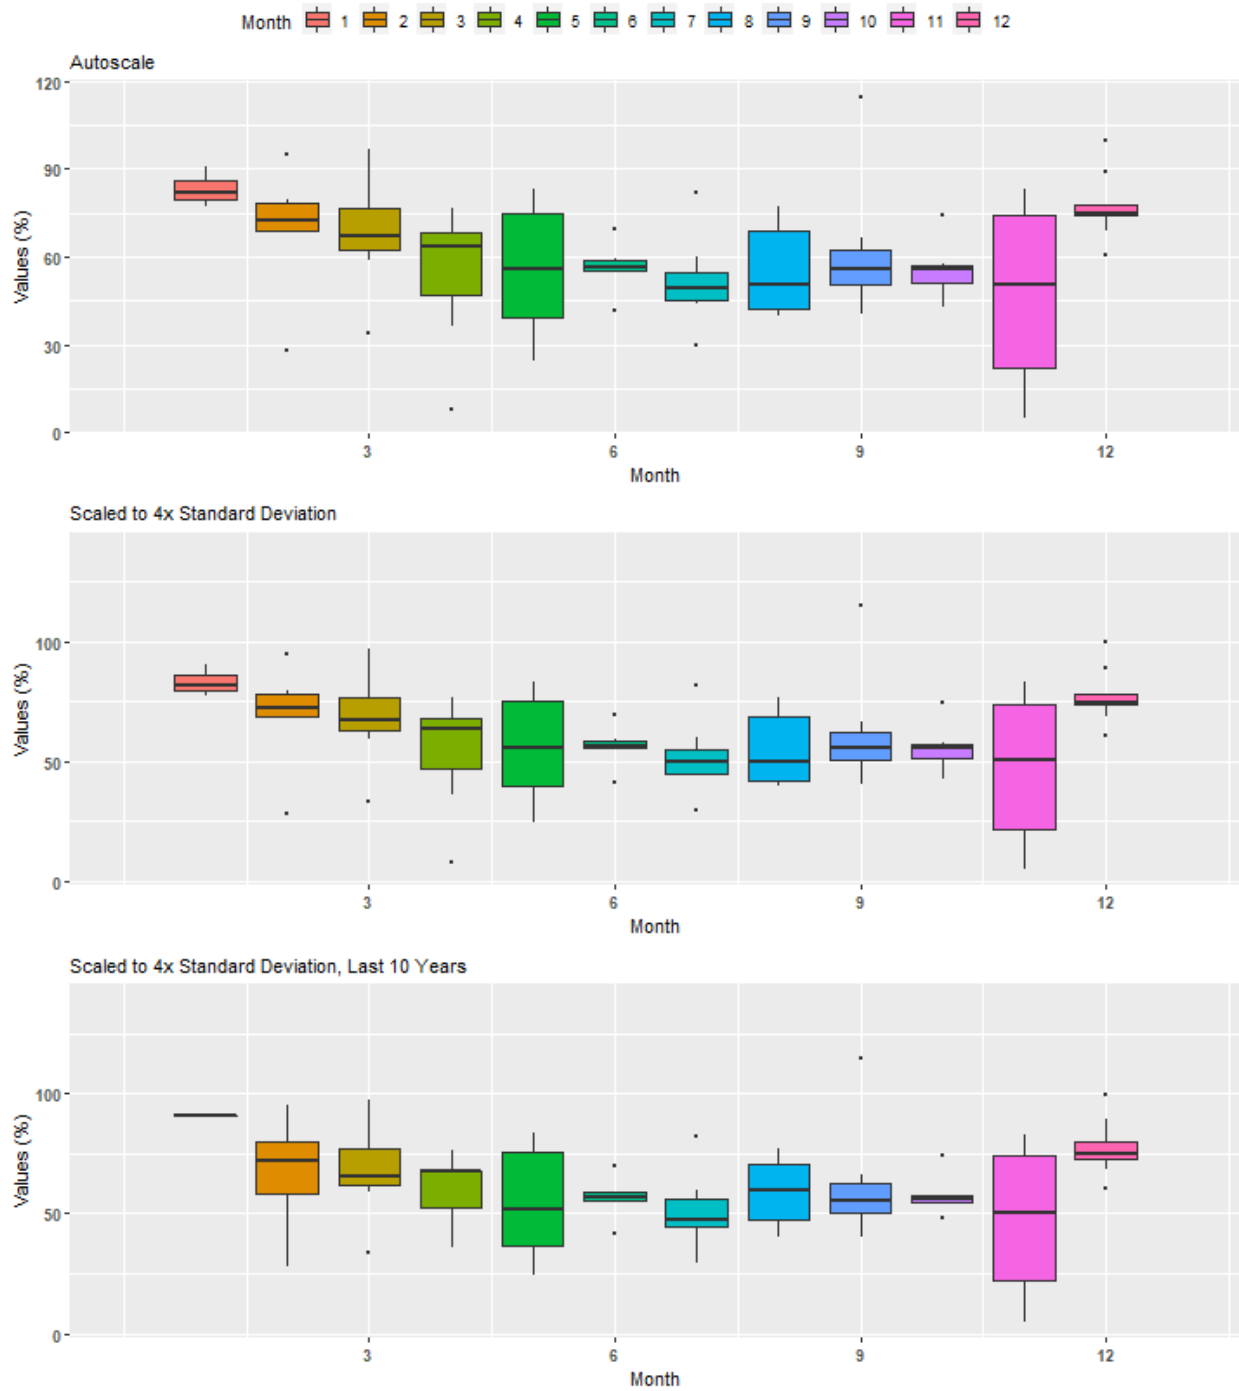 Month 1 2 3 4 5 6 7 8 9 10 11 12
Autoscale
120
90
60
30
0
Values (%)
3 6 9 12
Month
Scaled to 4x Standard Deviation
100
50
0
Values (%)
3 6 9 12
Month
Scaled to 4x Standard Deviation, Last 10 Years
100
50
0
Values (%)
3 6 9 12
Month